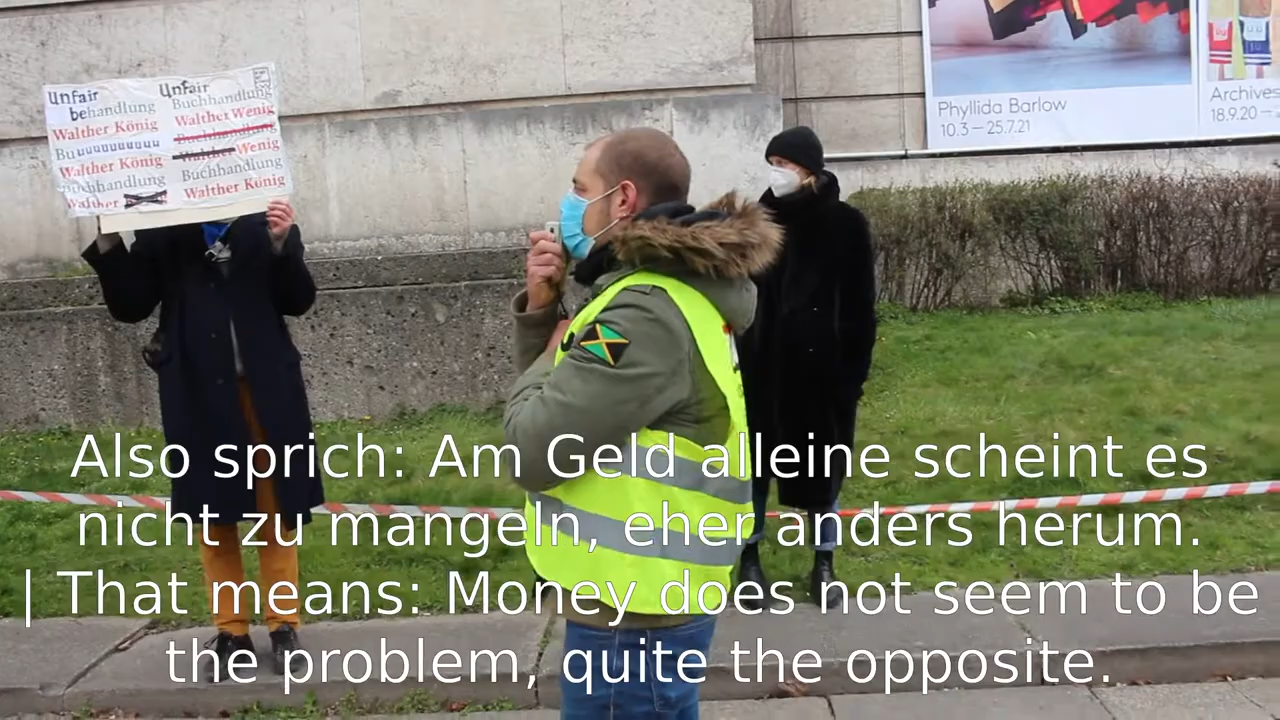 Unfair
behandlung
Walther König
Buuuuuuuuuu
Walther König
Buchhandlung
Walther
Unfair
Buchhandlung
Walther Wenig
Buchhandlung
Walther Wenig
Buchhandlung
Walther König
Phyllida Barlow
10.3 — 25.7.21
Archives
18.9.20 —
Also sprich: Am Geld alleine scheint es
nicht zu mangeln, eher anders herum.
| That means: Money does not seem to be
the problem, quite the opposite.